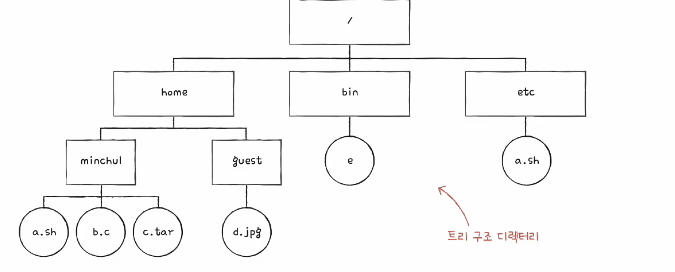 /
home
bin
etc
minchul
guest
e
a.sh
a.sh
b.c
c.tar
d.jpg
트리 구조 디렉터리